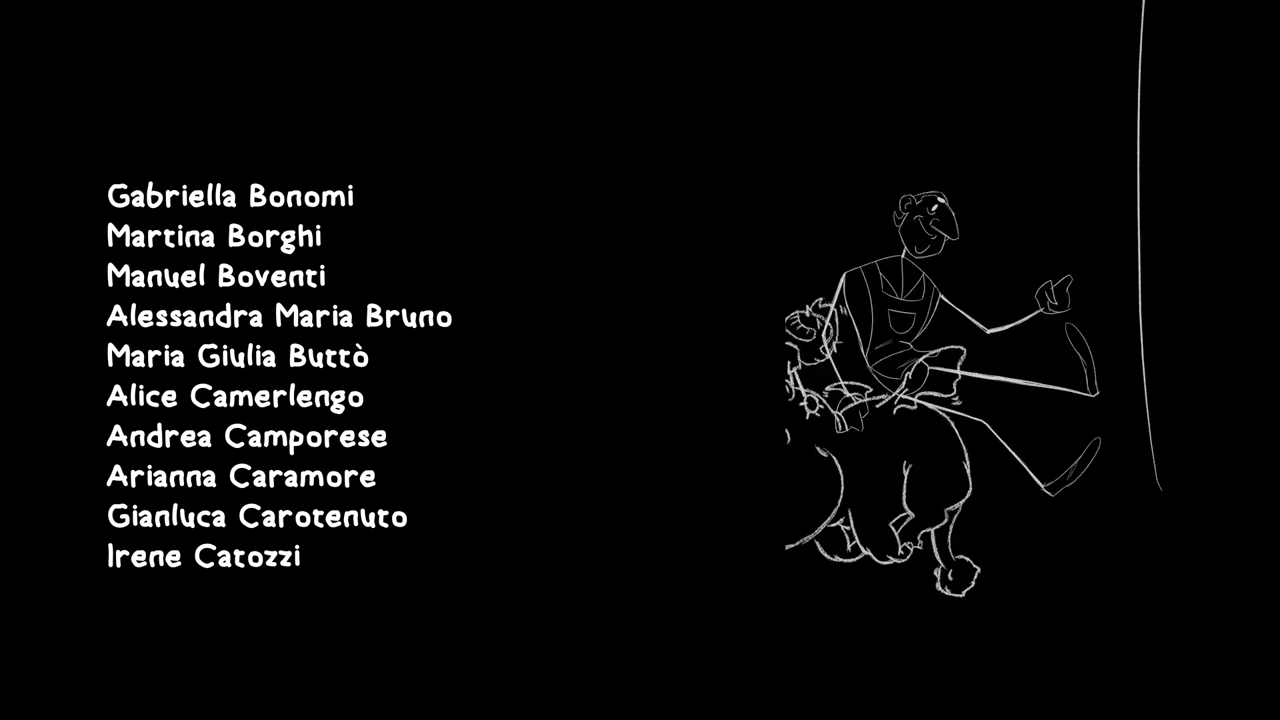 Gabriella Bonomi
Martina Borghi
Manuel Boventi
Alessandra Maria Bruno
Maria Giulia Buttò
Alice Camerlengo
Andrea Camporese
Arianna Caramore
Gianluca Carotenuto
Irene Catozzi